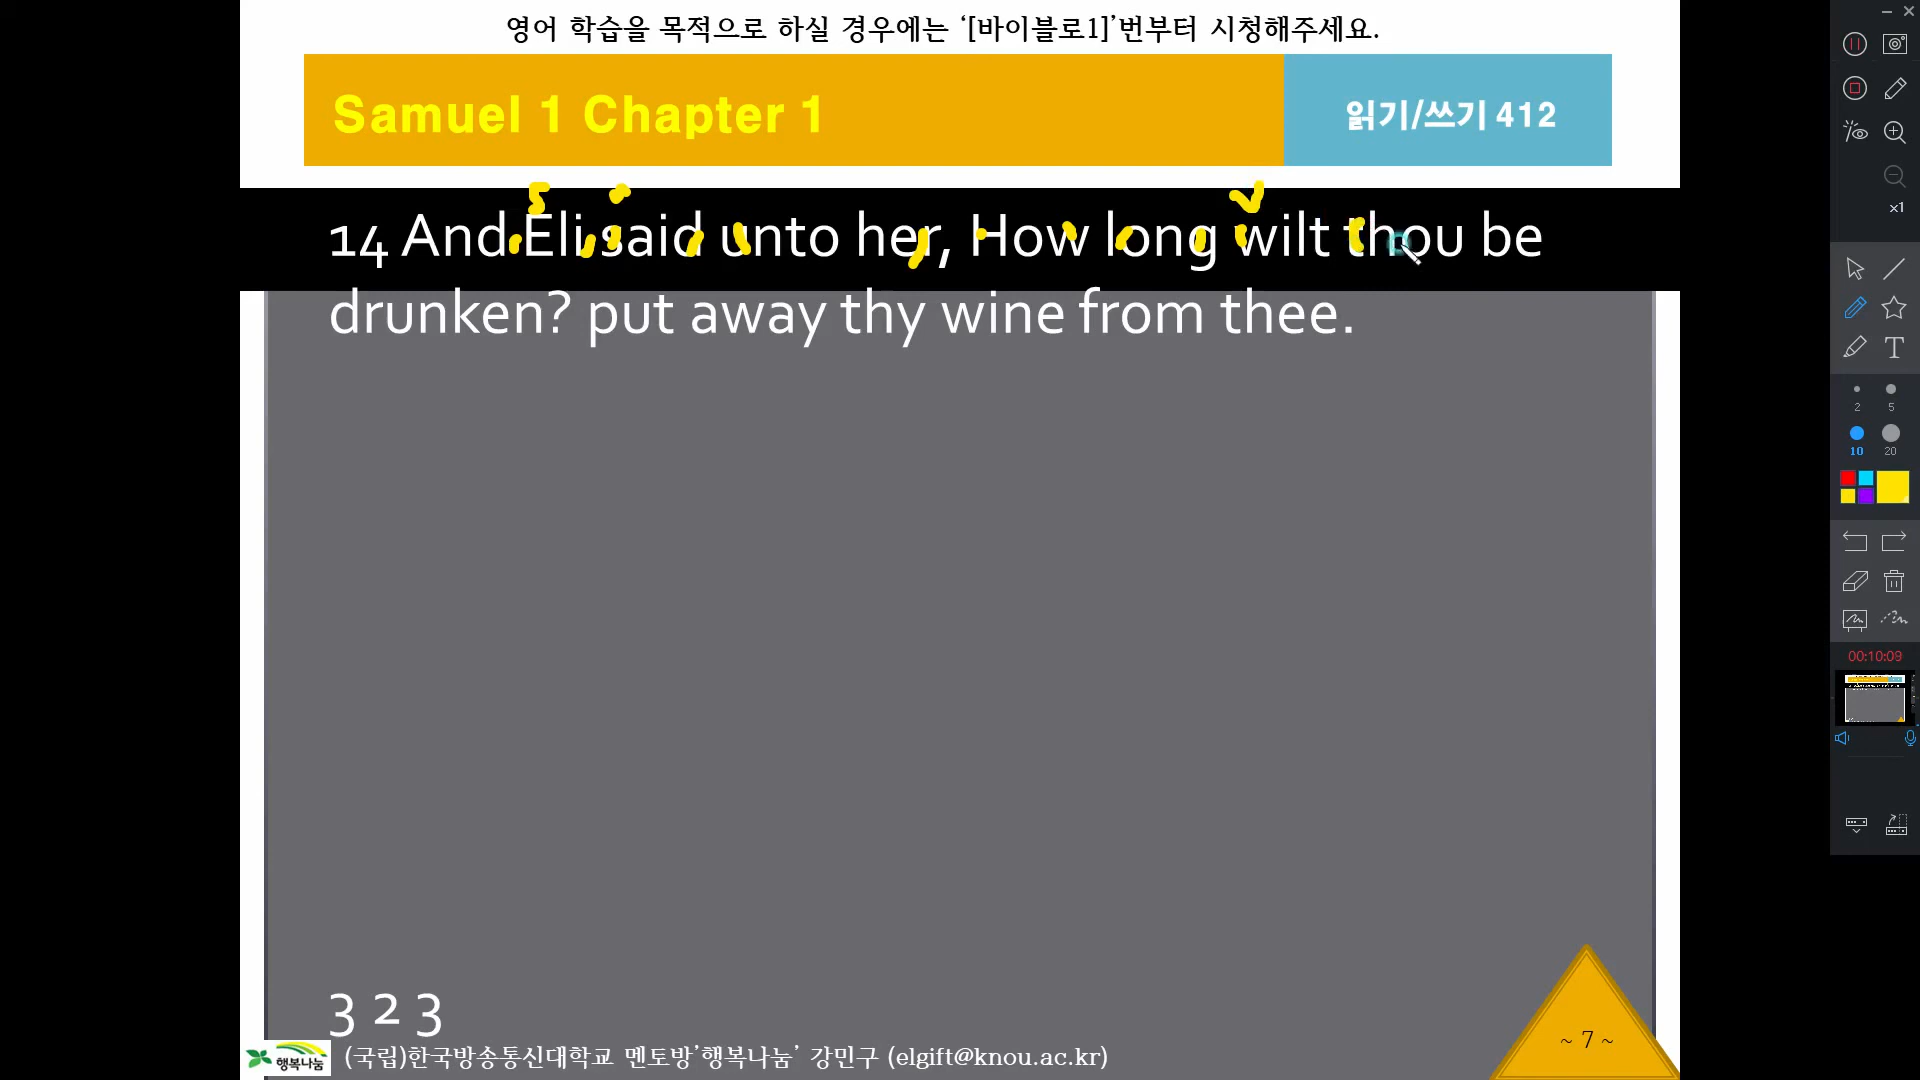 영어 학습을 목적으로 하실 경우에는 ‘[바이블로1]’번부터 시청해주세요.
Samuel 1 Chapter 1
읽기/쓰기 412
14 And Eli said unto her, How long wilt thou be
drunken? put away thy wine from thee.
3 2 3
~ 7 ~
행복나눔
(국립)한국방송통신대학교 멘토방’행복나눔’ 강민구 (elgift@knou.ac.kr)
x1
T
2 5
10 20
00:10:09